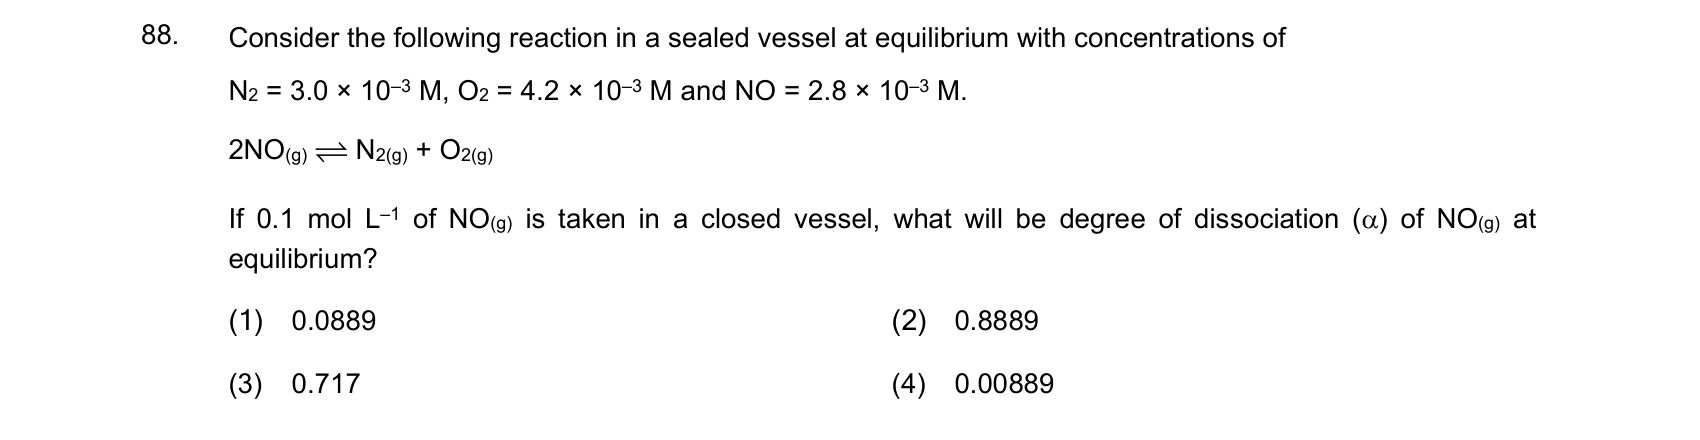 88. Consider the following reaction in a sealed vessel at equilibrium with concentrations of
N₂ = 3.0 × 10⁻³ M, O₂ = 4.2 × 10⁻³ M and NO = 2.8 × 10⁻³ M.
2NO(g) ⇌ N₂(g) + O₂(g)
If 0.1 mol L⁻¹ of NO(g) is taken in a closed vessel, what will be degree of dissociation (α) of NO(g) at
equilibrium?
(1) 0.0889 (2) 0.8889
(3) 0.717 (4) 0.00889